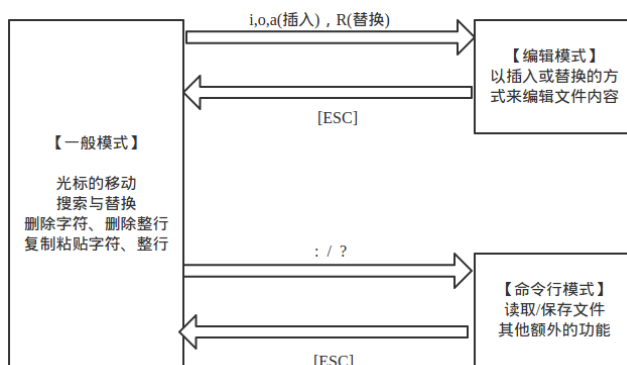 i,o,a(插入) , R(替换)
【编辑模式】
以插入或替换的方
式来编辑文件内容
[ESC]
【一般模式】
光标的移动
搜索与替换
删除字符、删除整行
复制粘贴字符、整行
: / ?
【命令行模式】
读取/保存文件
其他额外的功能
[ESC]